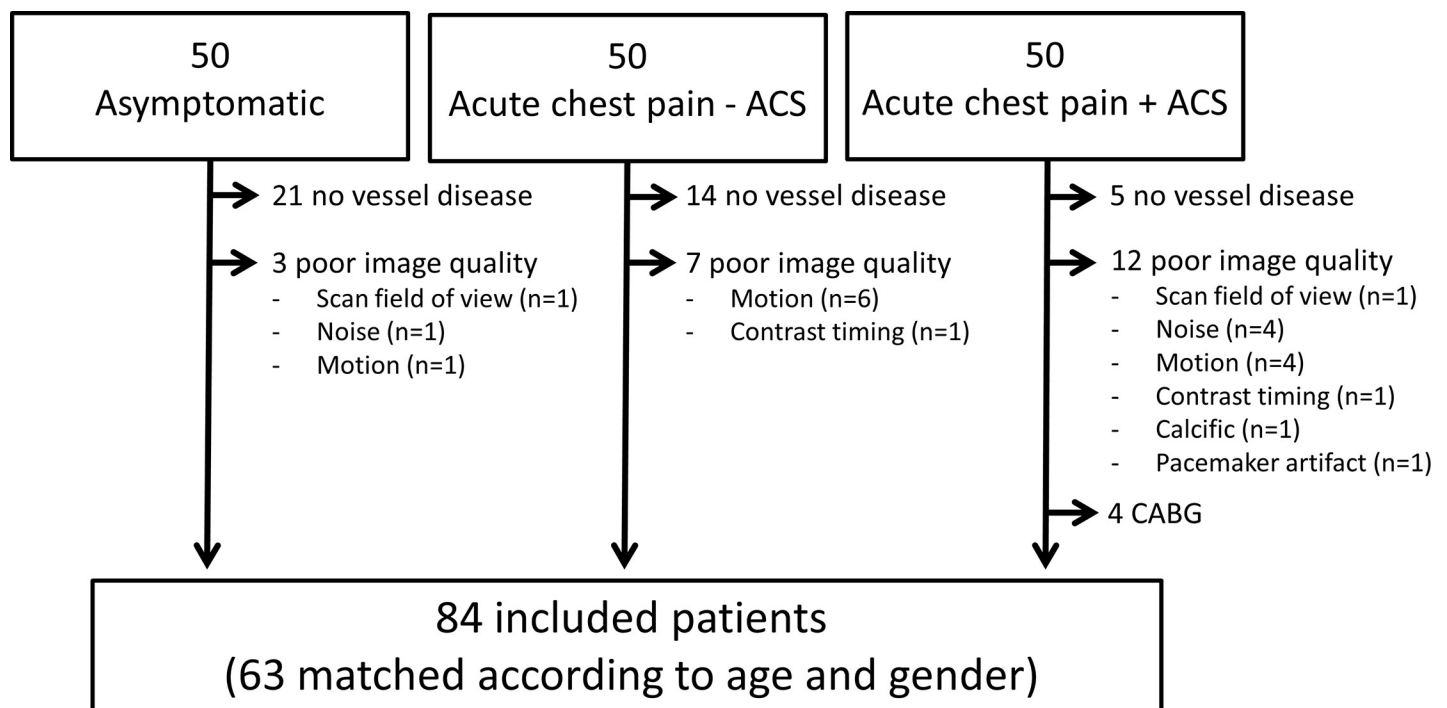 50
Asymptomatic
50
Acute chest pain - ACS
50
Acute chest pain + ACS
21 no vessel disease
3 poor image quality
- Scan field of view (n=1)
- Noise (n=1)
- Motion (n=1)
14 no vessel disease
7 poor image quality
- Motion (n=6)
- Contrast timing (n=1)
5 no vessel disease
12 poor image quality
- Scan field of view (n=1)
- Noise (n=4)
- Motion (n=4)
- Contrast timing (n=1)
- Calcific (n=1)
- Pacemaker artifact (n=1)
4 CABG
84 included patients
(63 matched according to age and gender)